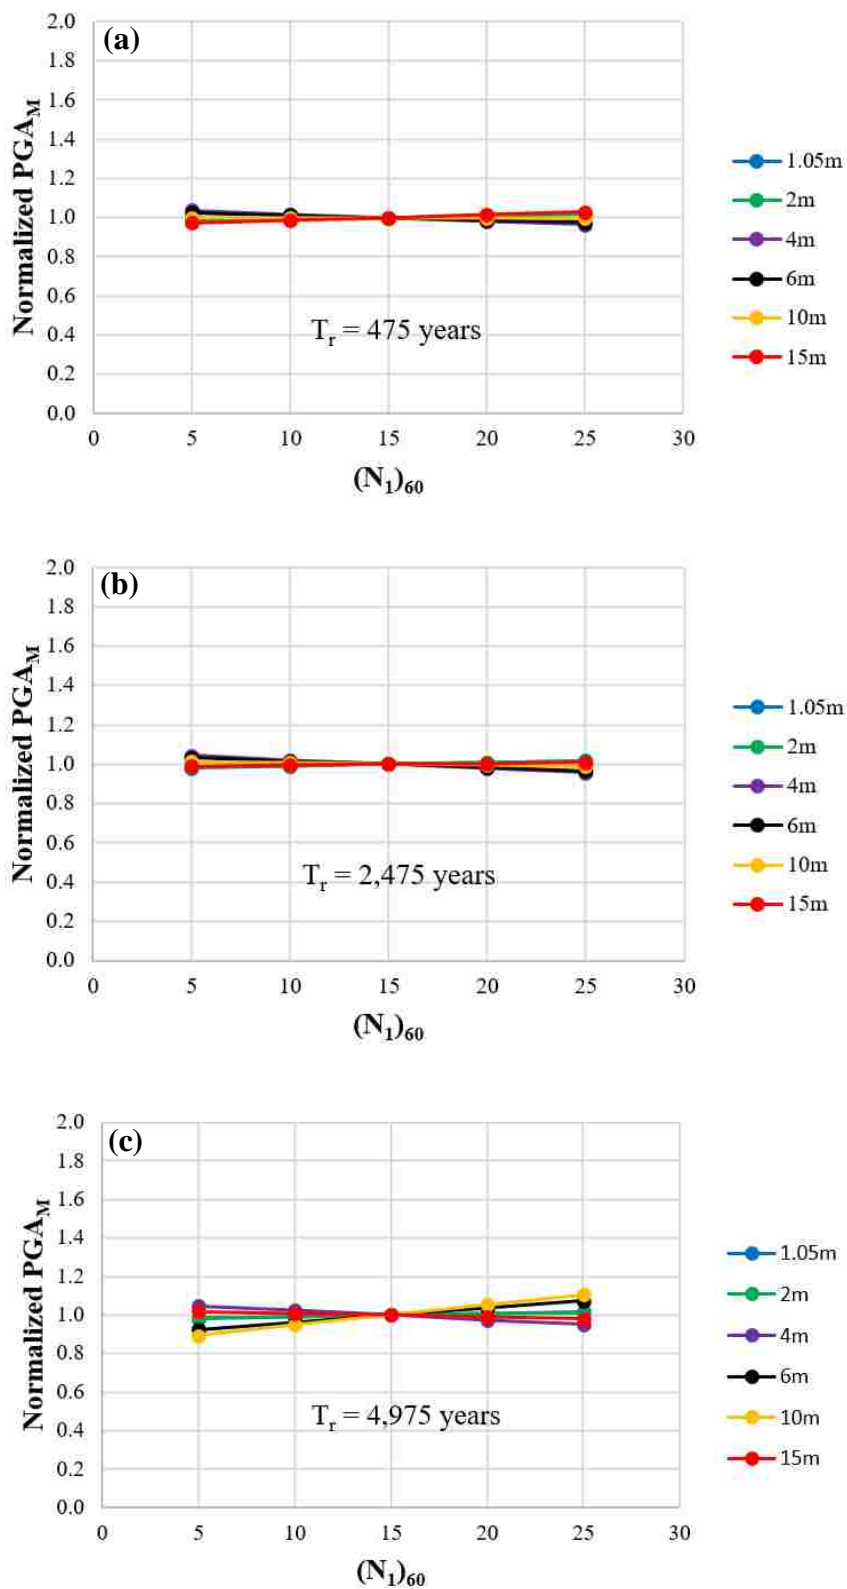 (a)
Normalized PGA_M
2.0
1.8
1.6
1.4
1.2
1.0
0.8
0.6
0.4
0.2
0.0
T_r = 475 years
0 5 10 15 20 25 30
(N_1)_60
1.05m
2m
4m
6m
10m
15m
(b)
Normalized PGA_M
2.0
1.8
1.6
1.4
1.2
1.0
0.8
0.6
0.4
0.2
0.0
T_r = 2,475 years
0 5 10 15 20 25 30
(N_1)_60
1.05m
2m
4m
6m
10m
15m
(c)
Normalized PGA_M
2.0
1.8
1.6
1.4
1.2
1.0
0.8
0.6
0.4
0.2
0.0
T_r = 4,975 years
0 5 10 15 20 25 30
(N_1)_60
1.05m
2m
4m
6m
10m
15m